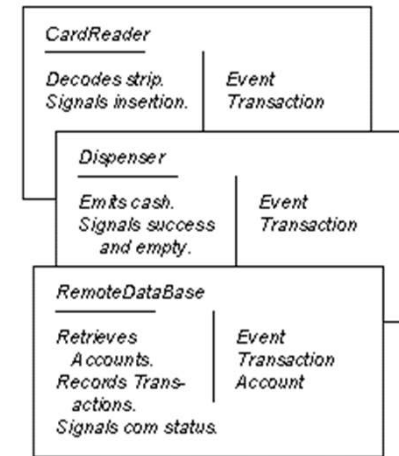 CardReader
Decodes strip.
Signals insertion.
Event
Transaction
Dispenser
Emits cash.
Signals success
and empty.
Event
Transaction
RemoteDataBase
Retrieves
Accounts.
Records Trans-
actions.
Signals com status.
Event
Transaction
Account